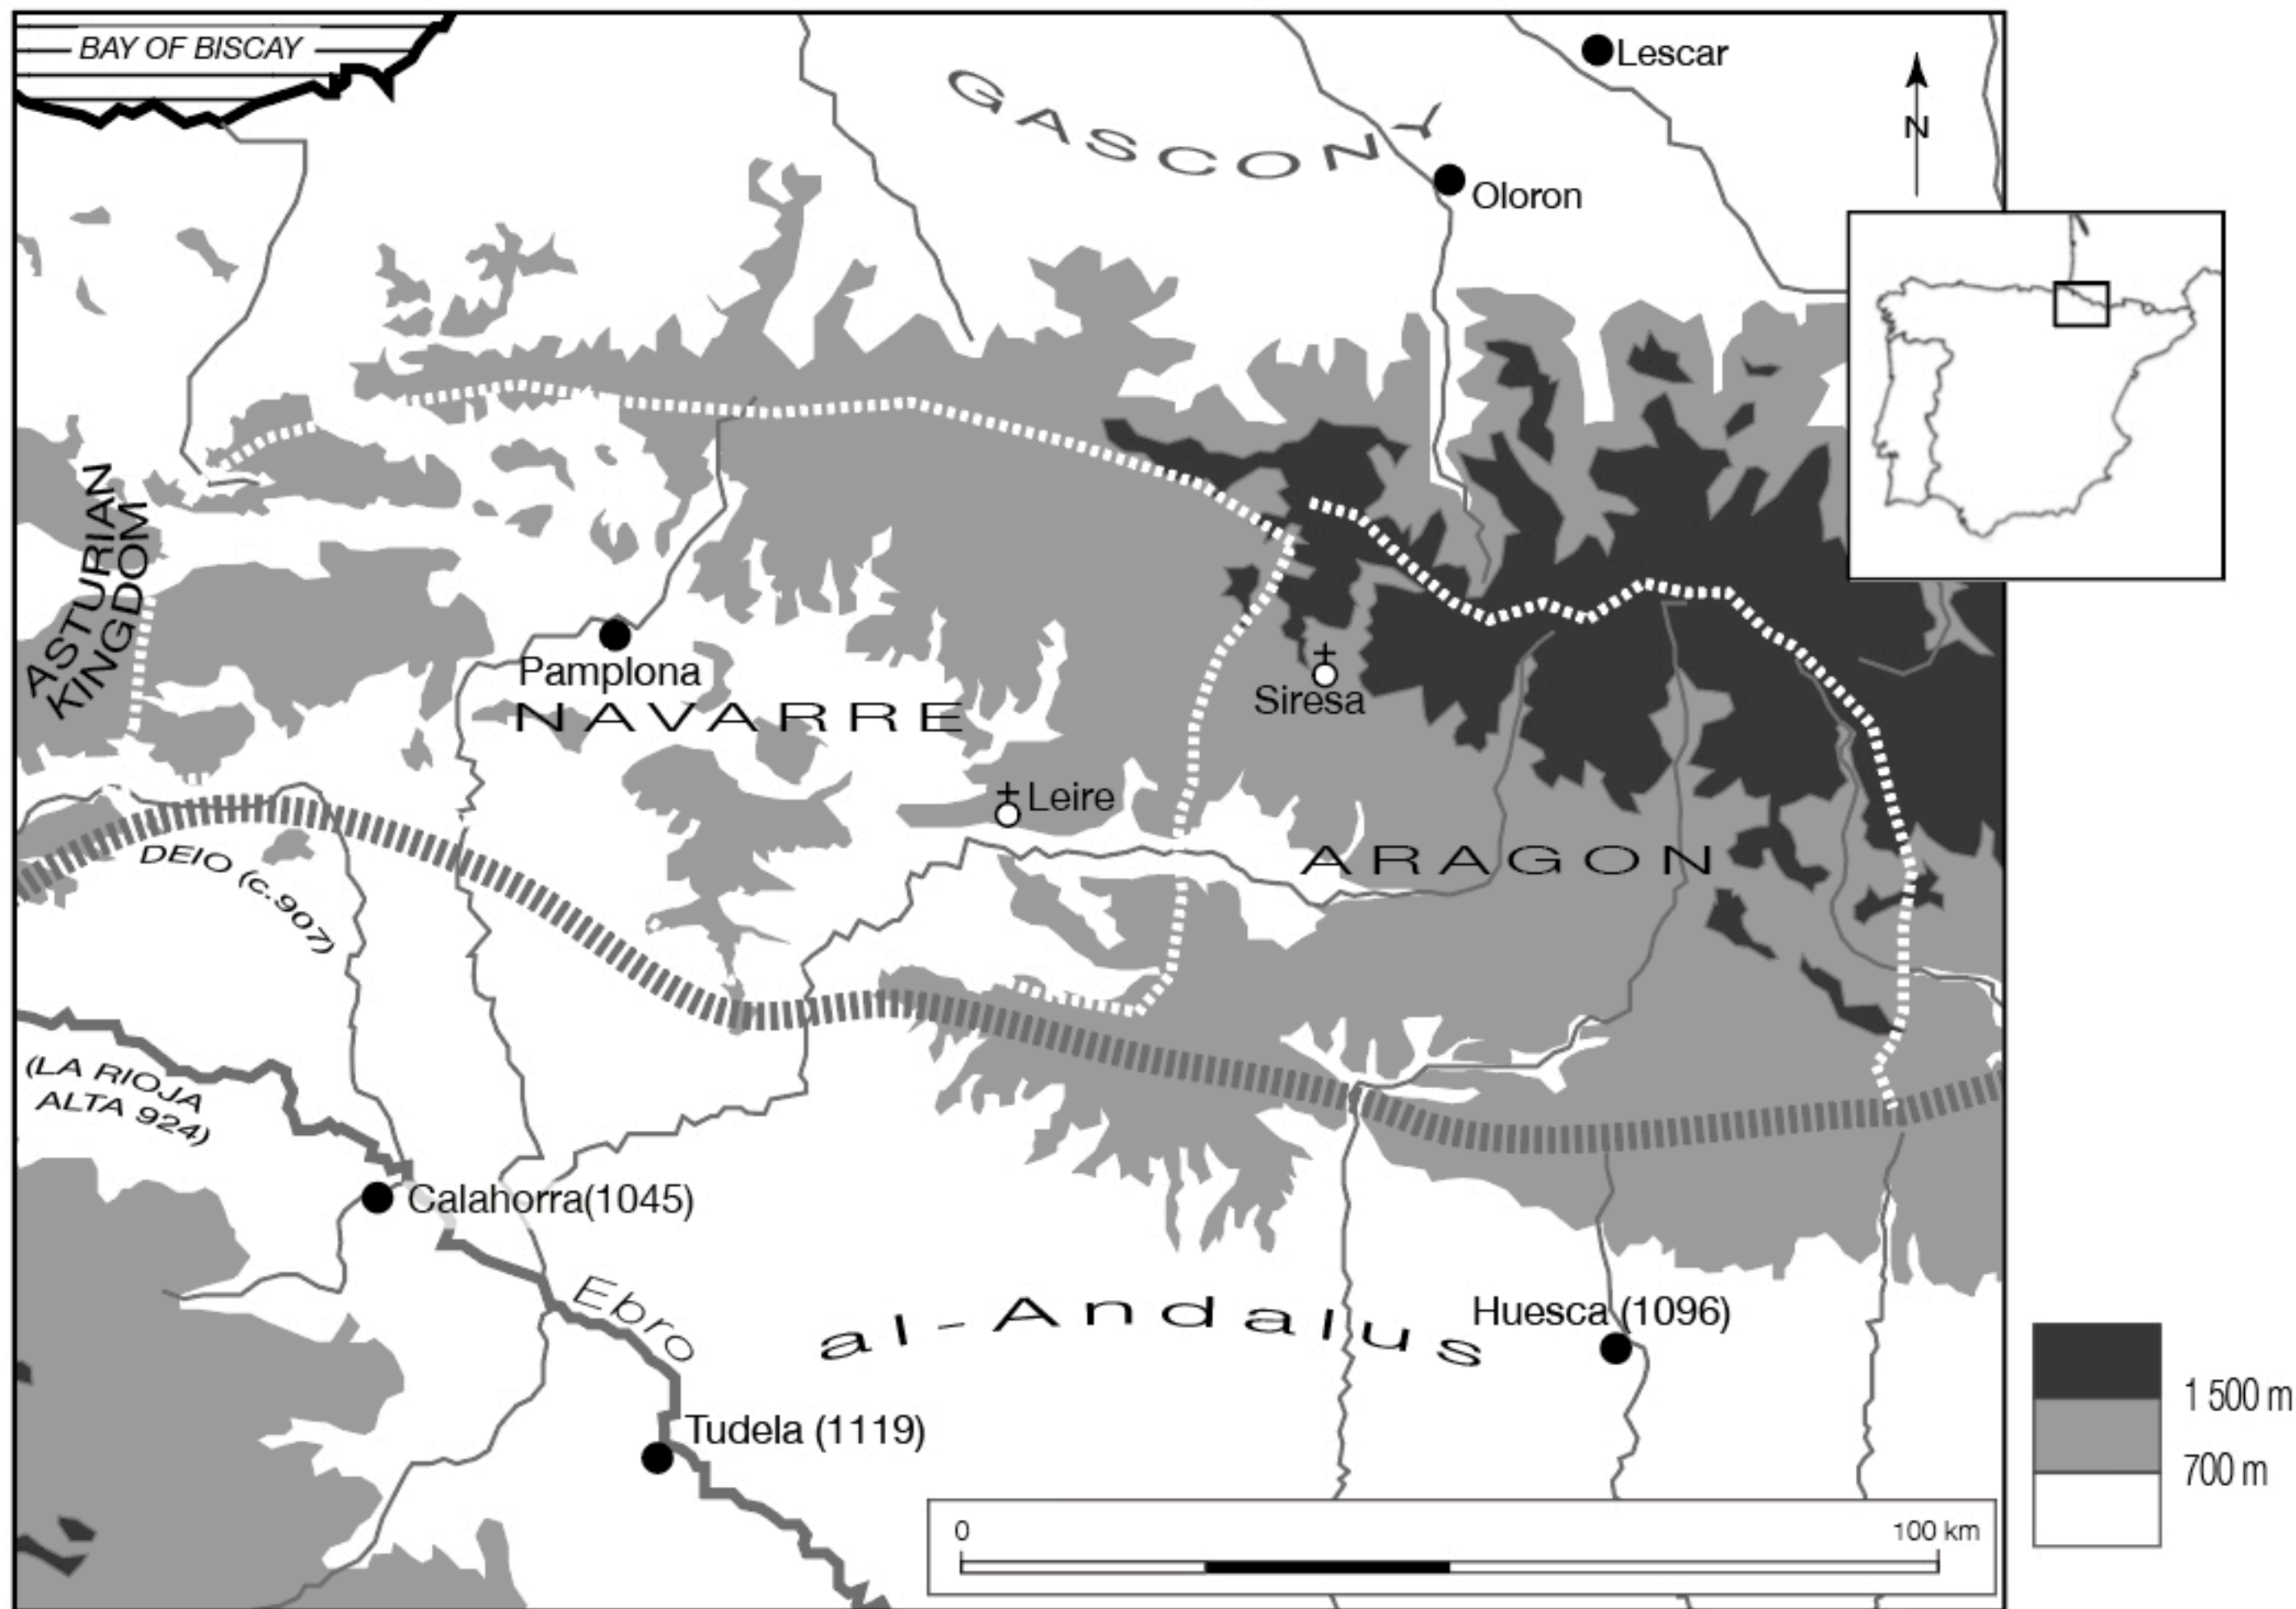 BAY OF BISCAY
Lescar
GASCONY
N
Oloron
ASTURIAN
KINGDOM
Pamplona
NAVARRE
Siresa
Leire
ARAGON
DEIO (c.907)
(LA RIOJA
ALTA 924)
Calahorra(1045)
Ebro
al-Andalus
Huesca (1096)
Tudela (1119)
1 500 m
700 m
0
100 km